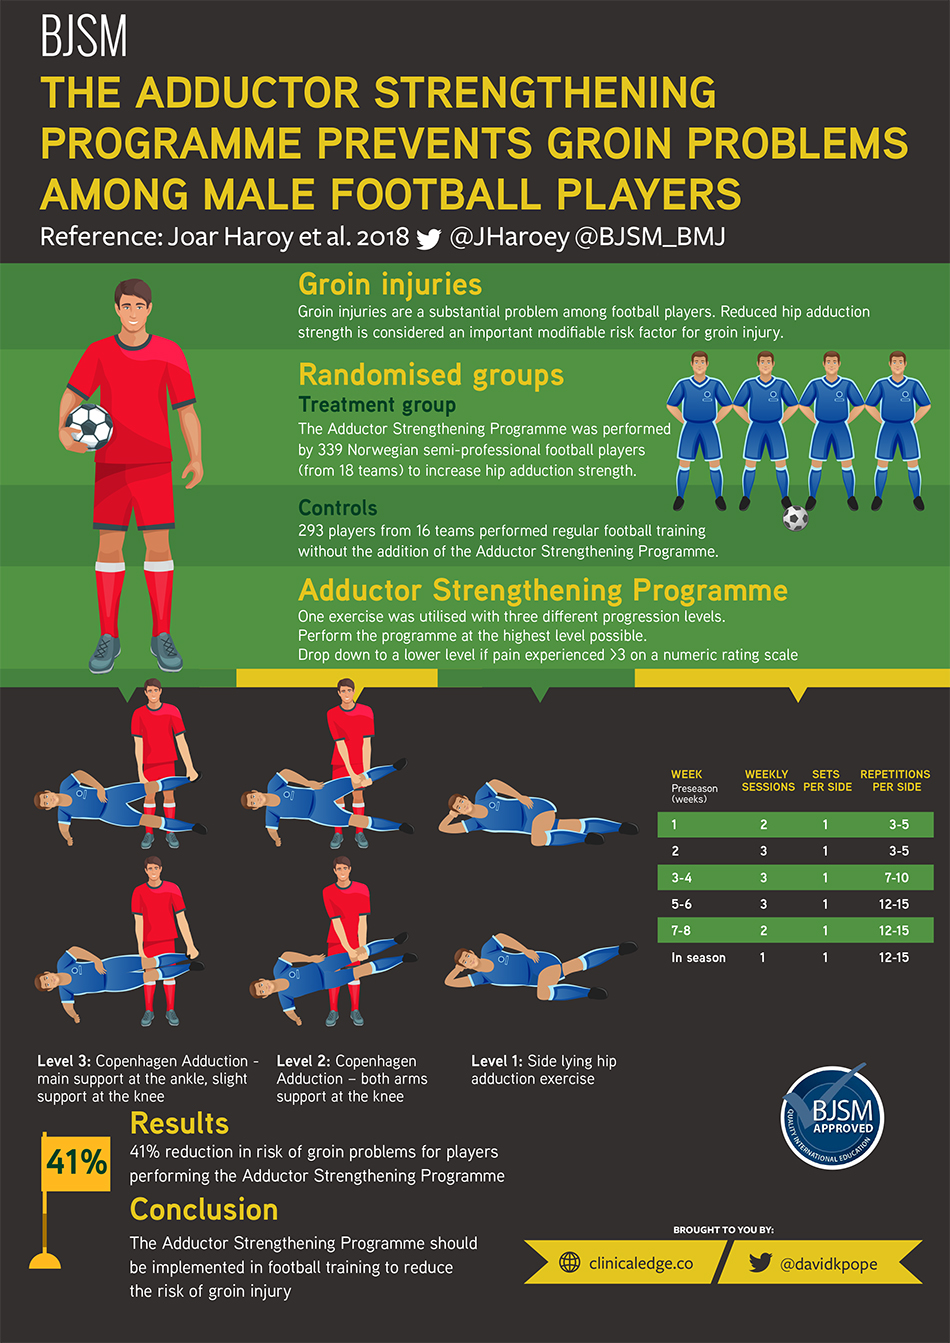 BJSM
THE ADDUCTOR STRENGTHENING
PROGRAMME PREVENTS GROIN PROBLEMS
AMONG MALE FOOTBALL PLAYERS
Reference: Joar Haroy et al. 2018 @JHaroey @BJSM_BMJ
Groin injuries
Groin injuries are a substantial problem among football players. Reduced hip adduction
strength is considered an important modifiable risk factor for groin injury.
Randomised groups
Treatment group
The Adductor Strengthening Programme was performed
by 339 Norwegian semi-professional football players
(from 18 teams) to increase hip adduction strength.
Controls
293 players from 16 teams performed regular football training
without the addition of the Adductor Strengthening Programme.
Adductor Strengthening Programme
One exercise was utilised with three different progression levels.
Perform the programme at the highest level possible.
Drop down to a lower level if pain experienced >3 on a numeric rating scale
WEEK WEEKLY SETS REPETITIONS
Preseason SESSIONS PER SIDE PER SIDE
(weeks)
1 2 1 3-5
2 3 1 3-5
3-4 3 1 7-10
5-6 3 1 12-15
7-8 2 1 12-15
In season 1 1 12-15
Level 3: Copenhagen Adduction -
main support at the ankle, slight
support at the knee
Level 2: Copenhagen
Adduction – both arms
support at the knee
Level 1: Side lying hip
adduction exercise
BJSM
APPROVED
QUALITY INTERNATIONAL EDUCATION
Results
41%
41% reduction in risk of groin problems for players
performing the Adductor Strengthening Programme
Conclusion
The Adductor Strengthening Programme should
be implemented in football training to reduce
the risk of groin injury
BROUGHT TO YOU BY:
clinicaledge.co @davidkpope